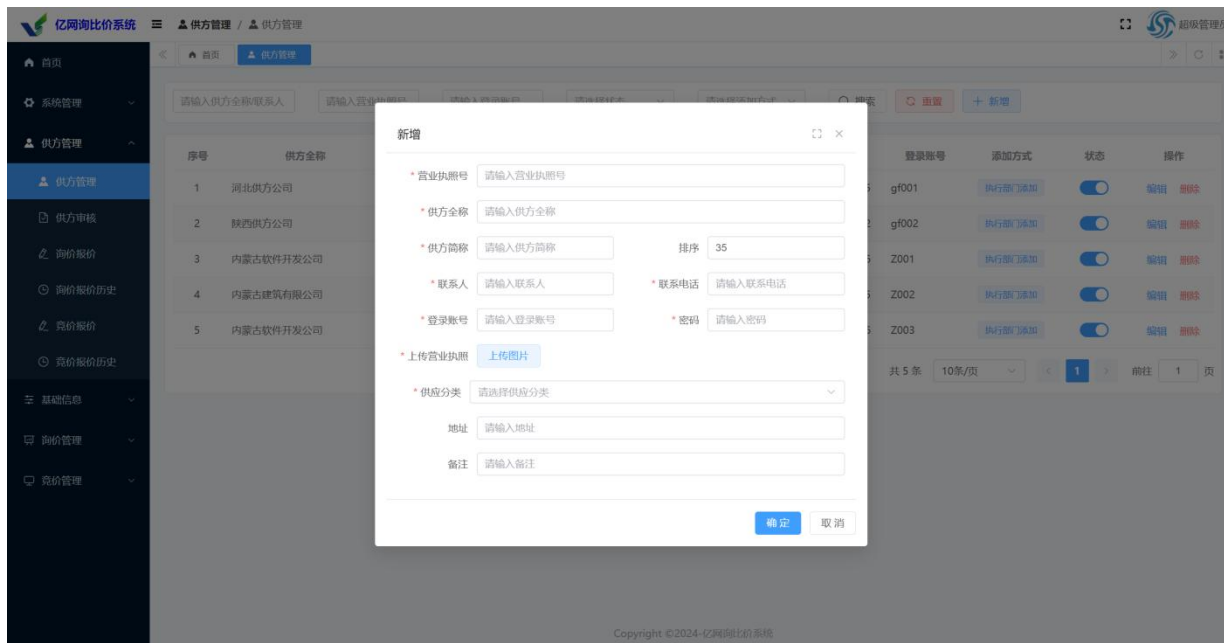 亿网询比价系统 供方管理 / 供方管理 超级管理
首页 首页 供方管理
系统管理 请输入供方全称/联系人 请输入营业执照号 搜索 重置 + 新增
供方管理
供方管理
供方审核
询价报价
询价报价历史
竞价报价
竞价报价历史
基础信息
询价管理
竞价管理
序号 供方全称 登录账号 添加方式 状态 操作
1 河北供方公司 gf001 执行部门添加 编辑 删除
2 陕西供方公司 gf002 执行部门添加 编辑 删除
3 内蒙古软件开发公司 Z001 执行部门添加 编辑 删除
4 内蒙古建筑有限公司 Z002 执行部门添加 编辑 删除
5 内蒙古软件开发公司 Z003 执行部门添加 编辑 删除
共 5 条 10条/页 1 前往 1 页
新增
* 营业执照号 请输入营业执照号
* 供方全称 请输入供方全称
* 供方简称 请输入供方简称 排序 35
* 联系人 请输入联系人 * 联系电话 请输入联系电话
* 登录账号 请输入登录账号 * 密码 请输入密码
* 上传营业执照 上传图片
* 供应分类 请选择供应分类
地址 请输入地址
备注 请输入备注
确定 取消
Copyright ©2024-亿网询比价系统